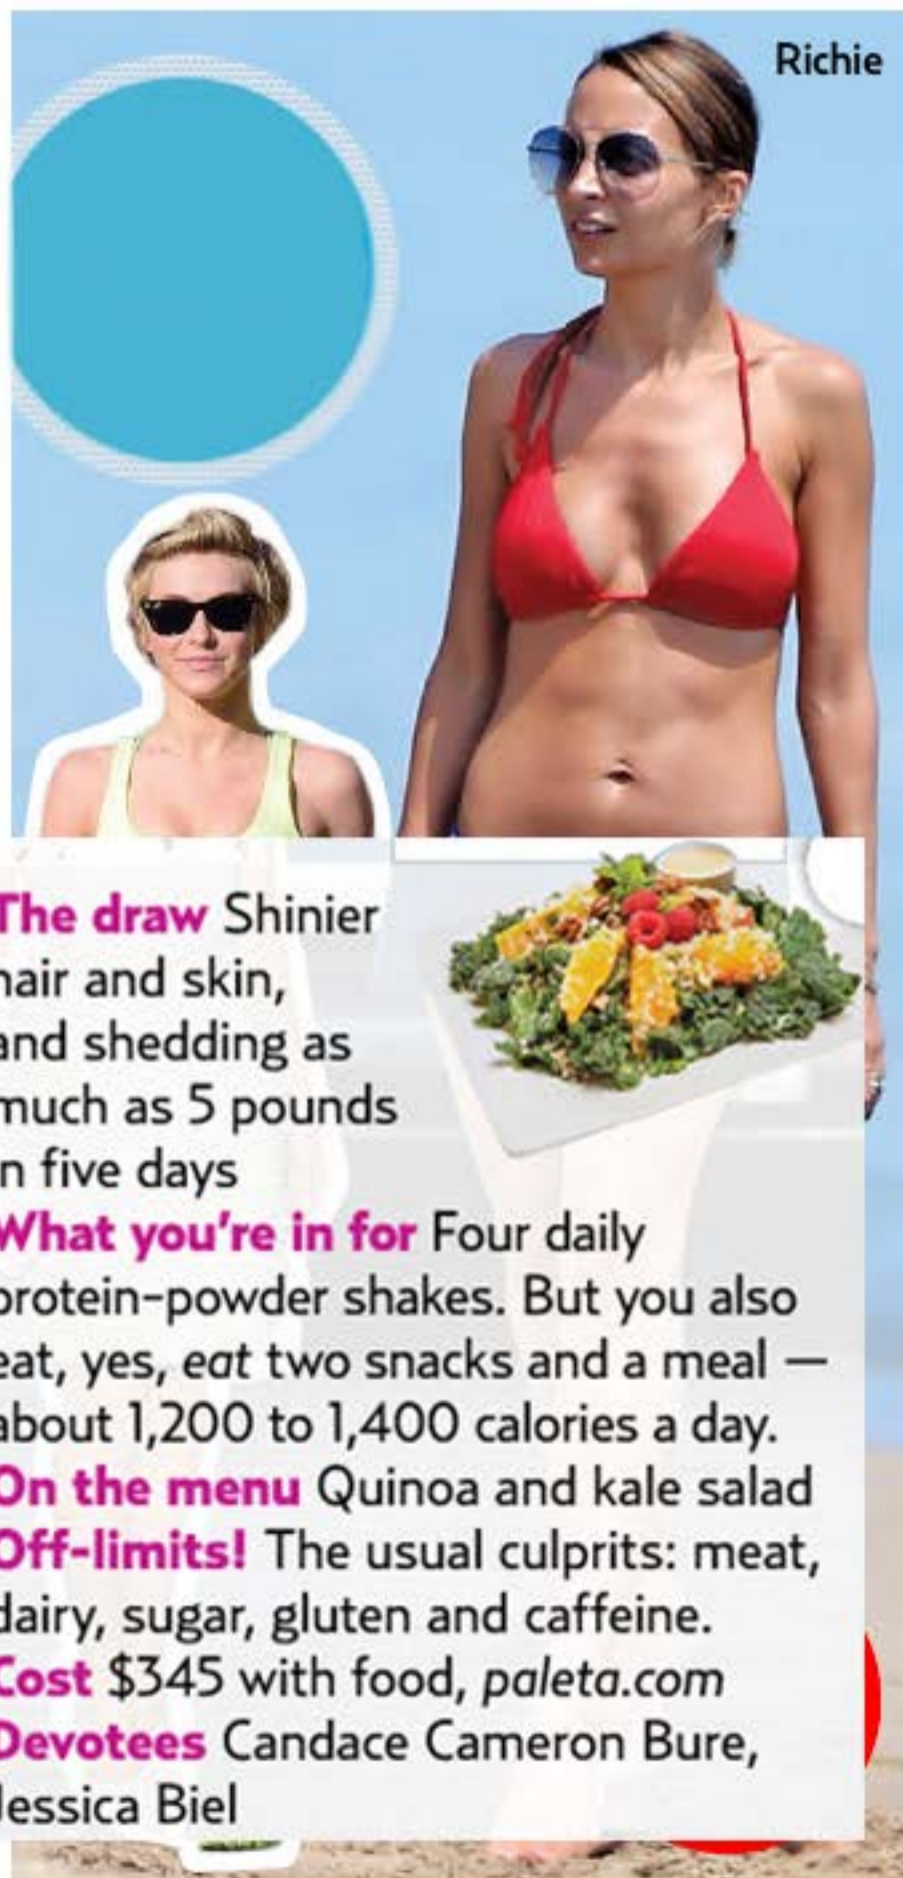 Richie
The draw Shinier
hair and skin,
and shedding as
much as 5 pounds
in five days
What you're in for Four daily
protein-powder shakes. But you also
eat, yes, eat two snacks and a meal —
about 1,200 to 1,400 calories a day.
On the menu Quinoa and kale salad
Off-limits! The usual culprits: meat,
dairy, sugar, gluten and caffeine.
Cost $345 with food, paleta.com
Devotees Candace Cameron Bure,
Jessica Biel